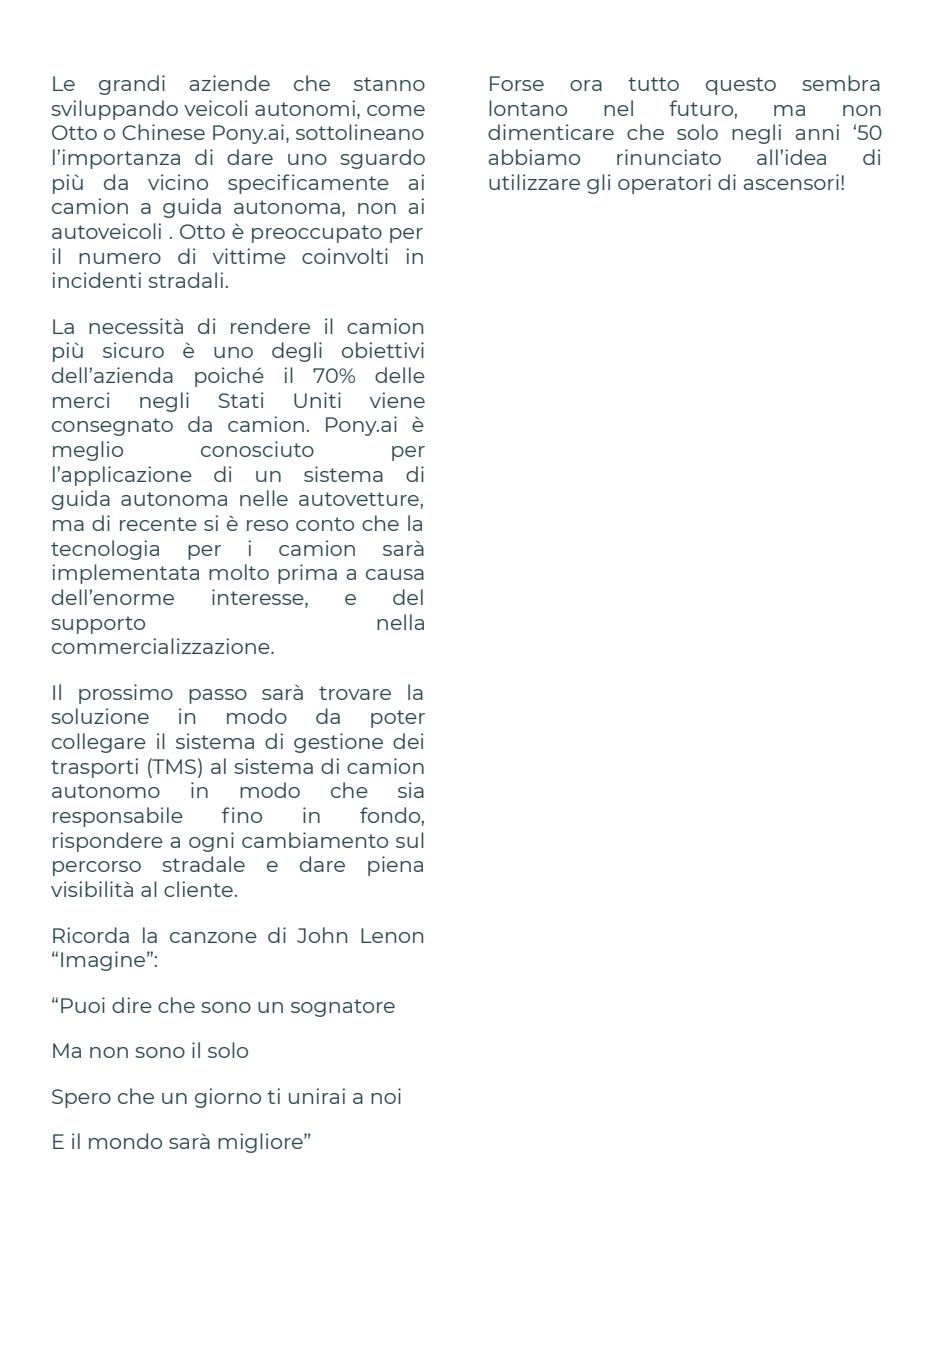 Le grandi aziende che stanno
sviluppando veicoli autonomi, come
Otto o Chinese Pony.ai, sottolineano
l’importanza di dare uno sguardo
più da vicino specificamente ai
camion a guida autonoma, non ai
autoveicoli . Otto è preoccupato per
il numero di vittime coinvolti in
incidenti stradali.
La necessità di rendere il camion
più sicuro è uno degli obiettivi
dell’azienda poiché il 70% delle
merci negli Stati Uniti viene
consegnato da camion. Pony.ai è
meglio conosciuto per
l’applicazione di un sistema di
guida autonoma nelle autovetture,
ma di recente si è reso conto che la
tecnologia per i camion sarà
implementata molto prima a causa
dell’enorme interesse, e del
supporto nella
commercializzazione.
Il prossimo passo sarà trovare la
soluzione in modo da poter
collegare il sistema di gestione dei
trasporti (TMS) al sistema di camion
autonomo in modo che sia
responsabile fino in fondo,
rispondere a ogni cambiamento sul
percorso stradale e dare piena
visibilità al cliente.
Ricorda la canzone di John Lenon
“Imagine”:
“Puoi dire che sono un sognatore
Ma non sono il solo
Spero che un giorno ti unirai a noi
E il mondo sarà migliore”
Forse ora tutto questo sembra
lontano nel futuro, ma non
dimenticare che solo negli anni ‘50
abbiamo rinunciato all’idea di
utilizzare gli operatori di ascensori!